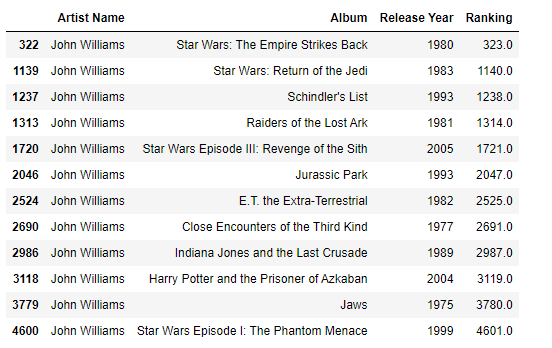 Artist Name Album Release Year Ranking
322 John Williams Star Wars: The Empire Strikes Back 1980 323.0
1139 John Williams Star Wars: Return of the Jedi 1983 1140.0
1237 John Williams Schindler's List 1993 1238.0
1313 John Williams Raiders of the Lost Ark 1981 1314.0
1720 John Williams Star Wars Episode III: Revenge of the Sith 2005 1721.0
2046 John Williams Jurassic Park 1993 2047.0
2524 John Williams E.T. the Extra-Terrestrial 1982 2525.0
2690 John Williams Close Encounters of the Third Kind 1977 2691.0
2986 John Williams Indiana Jones and the Last Crusade 1989 2987.0
3118 John Williams Harry Potter and the Prisoner of Azkaban 2004 3119.0
3779 John Williams Jaws 1975 3780.0
4600 John Williams Star Wars Episode I: The Phantom Menace 1999 4601.0